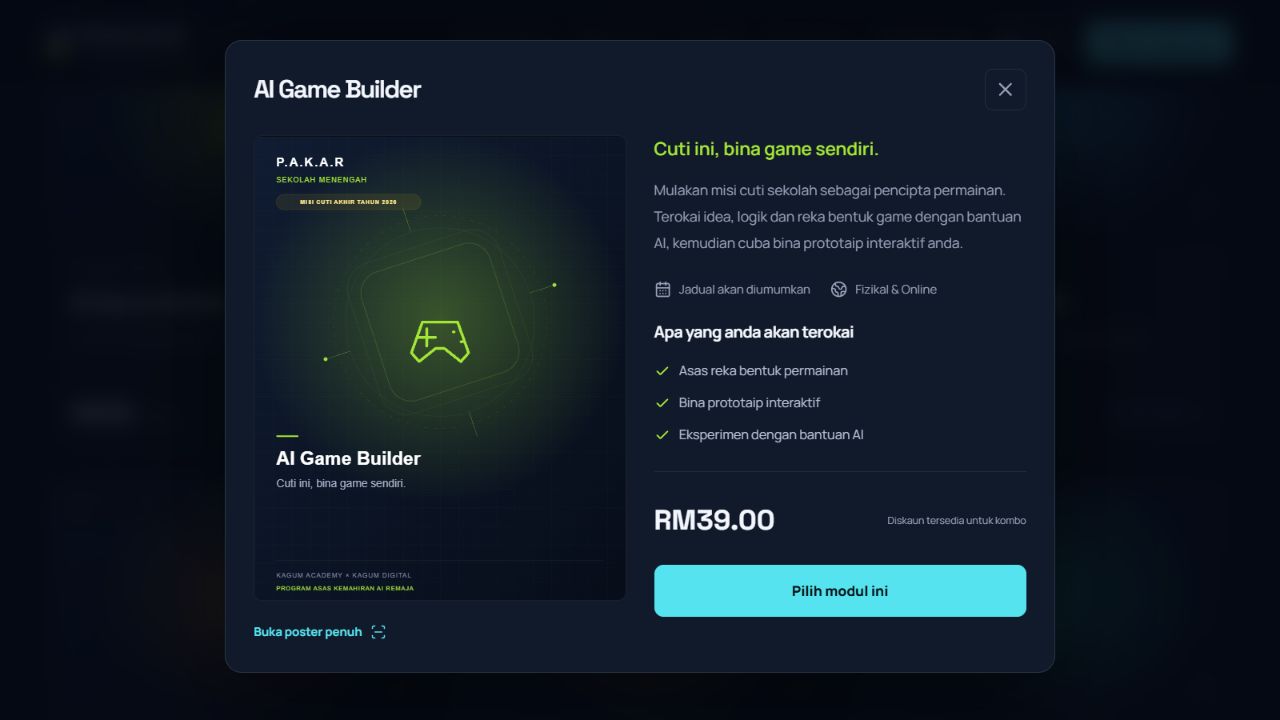 AI Game Builder
P.A.K.A.R
SEKOLAH MENENGAH
MISI CUTI AKHIR TAHUN 2026
AI Game Builder
Cuti ini, bina game sendiri.
KAGUM ACADEMY × KAGUM DIGITAL
PROGRAM ASAS KEMAHIRAN AI REMAJA
Buka poster penuh
Cuti ini, bina game sendiri.
Mulakan misi cuti sekolah sebagai pencipta permainan.
Terokai idea, logik dan reka bentuk game dengan bantuan
AI, kemudian cuba bina prototaip interaktif anda.
Jadual akan diumumkan
Fizikal & Online
Apa yang anda akan terokai
Asas reka bentuk permainan
Bina prototaip interaktif
Eksperimen dengan bantuan AI
RM39.00
Diskaun tersedia untuk kombo
Pilih modul ini